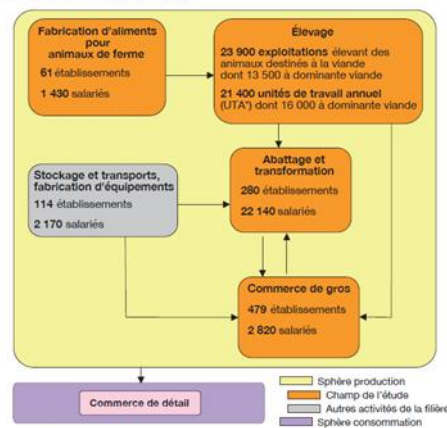 Fabrication d'aliments
pour
animaux de ferme
61 établissements
1 430 salariés
Élevage
23 900 exploitations élevant des
animaux destinés à la viande
dont 13 500 à dominante viande
21 400 unités de travail annuel
(UTA*) dont 16 000 à dominante viande
Stockage et transports,
fabrication d'équipements
114 établissements
2 170 salariés
Abattage et
transformation
280 établissements
22 140 salariés
Commerce de gros
479 établissements
2 820 salariés
Commerce de détail
Sphère production
Champ de l'étude
Autres activités de la filière
Sphère consommation